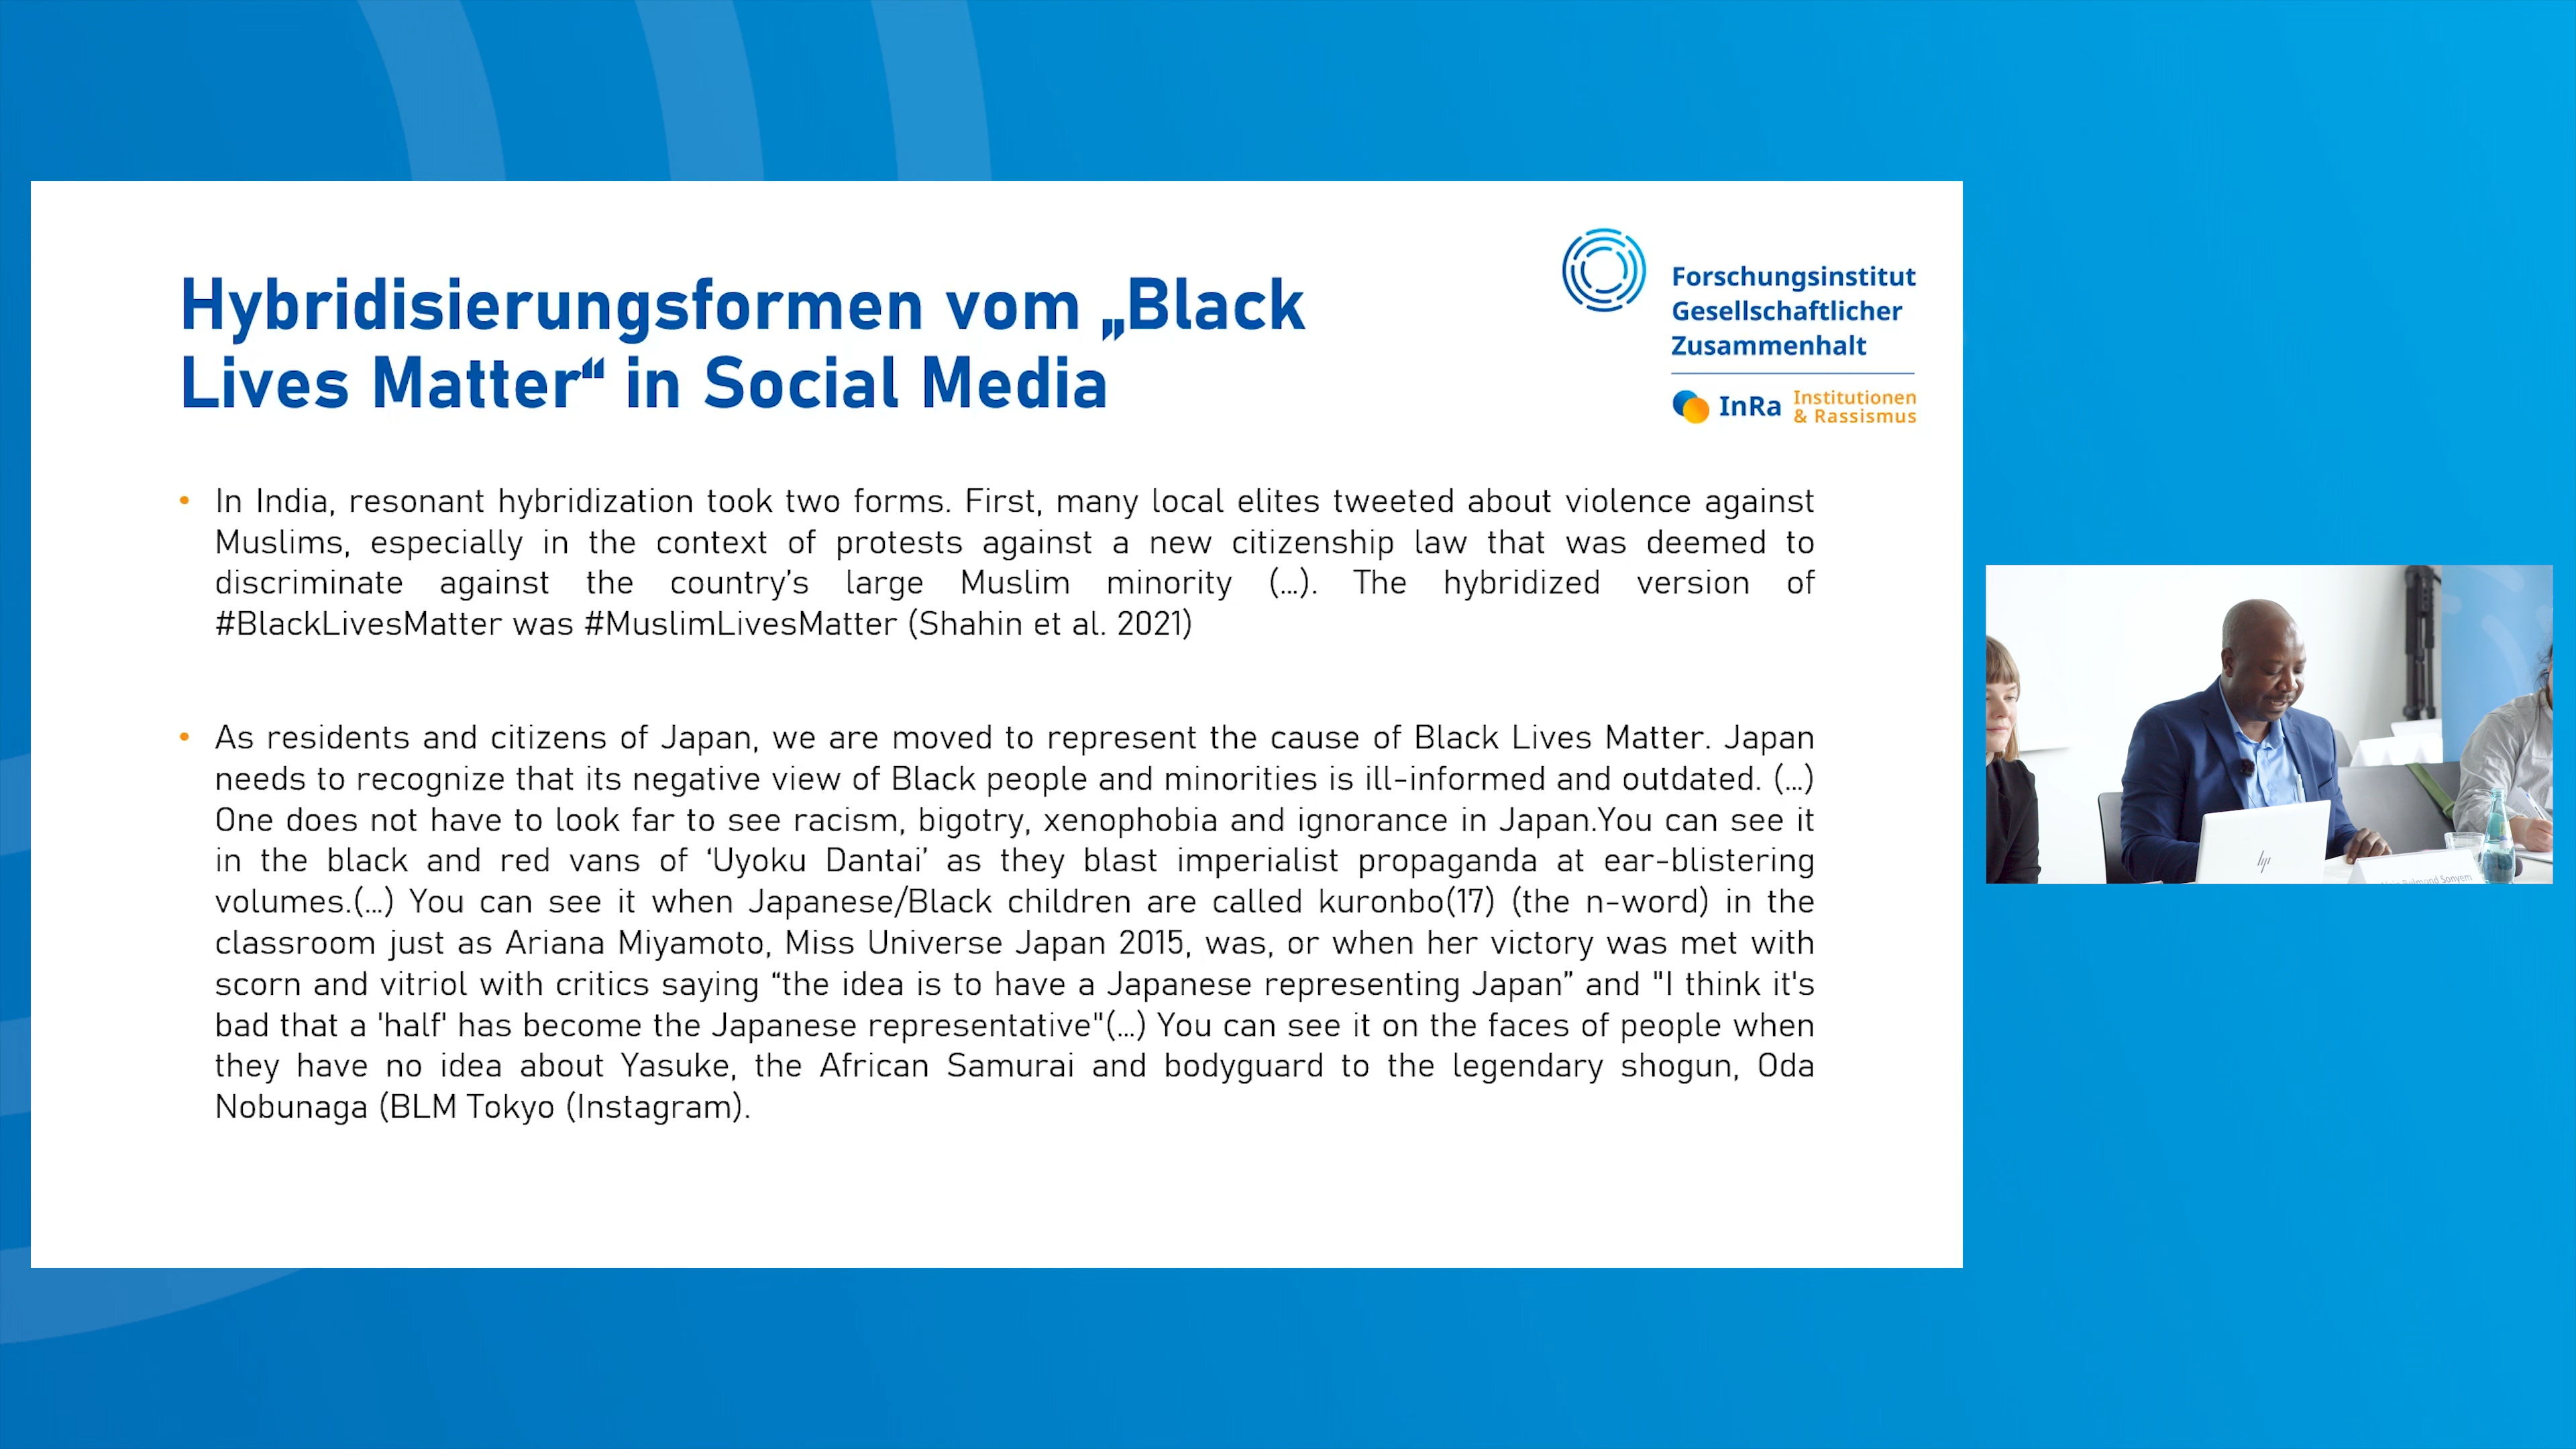 Hybridisierungsformen vom „Black
Lives Matter“ in Social Media
Forschungsinstitut
Gesellschaftlicher
Zusammenhalt
InRa Institutionen
& Rassismus
• In India, resonant hybridization took two forms. First, many local elites tweeted about violence against
Muslims, especially in the context of protests against a new citizenship law that was deemed to
discriminate against the country’s large Muslim minority (…). The hybridized version of
#BlackLivesMatter was #MuslimLivesMatter (Shahin et al. 2021)
• As residents and citizens of Japan, we are moved to represent the cause of Black Lives Matter. Japan
needs to recognize that its negative view of Black people and minorities is ill-informed and outdated. (…)
One does not have to look far to see racism, bigotry, xenophobia and ignorance in Japan.You can see it
in the black and red vans of ‘Uyoku Dantai’ as they blast imperialist propaganda at ear-blistering
volumes.(…) You can see it when Japanese/Black children are called kuronbo(17) (the n-word) in the
classroom just as Ariana Miyamoto, Miss Universe Japan 2015, was, or when her victory was met with
scorn and vitriol with critics saying “the idea is to have a Japanese representing Japan” and "I think it's
bad that a 'half' has become the Japanese representative"(…) You can see it on the faces of people when
they have no idea about Yasuke, the African Samurai and bodyguard to the legendary shogun, Oda
Nobunaga (BLM Tokyo (Instagram).
hp